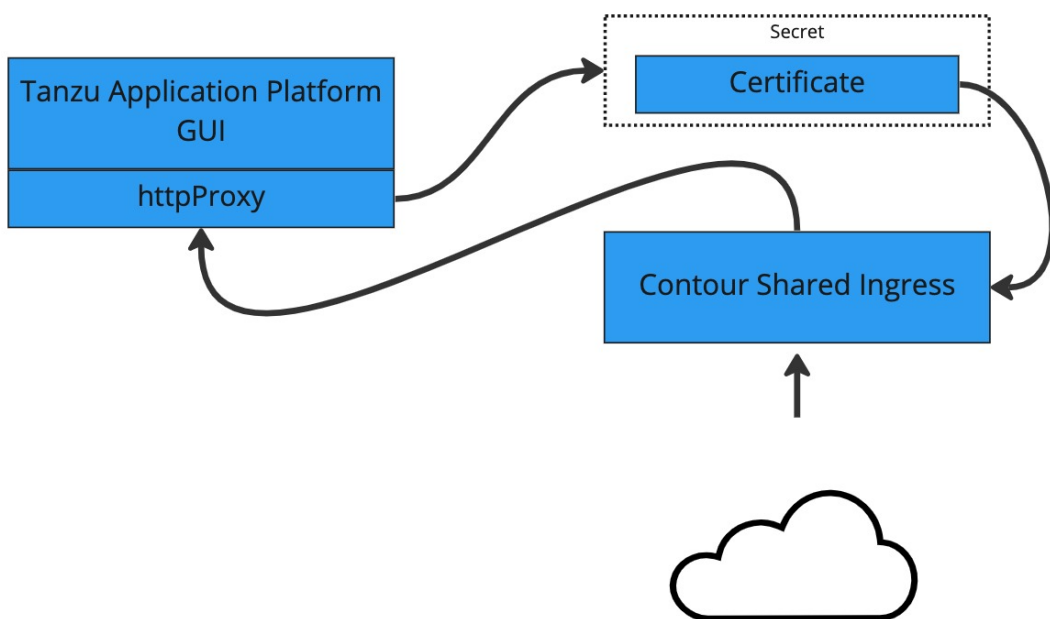 Secret
Tanzu Application Platform
GUI
Certificate
httpProxy
Contour Shared Ingress